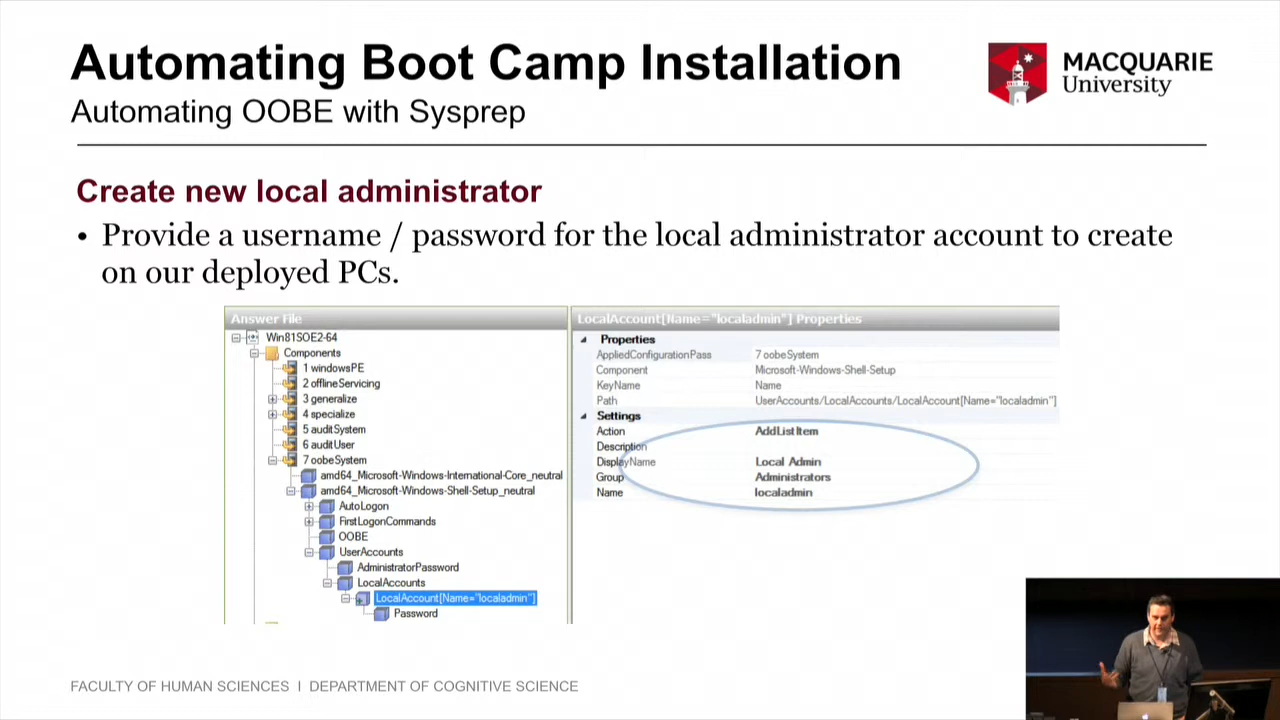 Automating Boot Camp Installation
Automating OOBE with Sysprep
MACQUARIE
University
Create new local administrator
• Provide a username / password for the local administrator account to create
on our deployed PCs.
Answer File
Win81SOE2-64
Components
1 windowsPE
2 offlineServicing
3 generalize
4 specialize
5 auditSystem
6 auditUser
7 oobeSystem
amd64_Microsoft-Windows-International-Core_neutral
amd64_Microsoft-Windows-Shell-Setup_neutral
AutoLogon
FirstLogonCommands
OOBE
UserAccounts
AdministratorPassword
LocalAccounts
LocalAccount[Name="localadmin"]
Password
LocalAccount[Name="localadmin"] Properties
Properties
AppliedConfigurationPass 7 oobeSystem
Component Microsoft-Windows-Shell-Setup
KeyName Name
Path UserAccounts/LocalAccounts/LocalAccount[Name="localadmin"]
Settings
Action AddListItem
Description
DisplayName Local Admin
Group Administrators
Name localadmin
FACULTY OF HUMAN SCIENCES I DEPARTMENT OF COGNITIVE SCIENCE